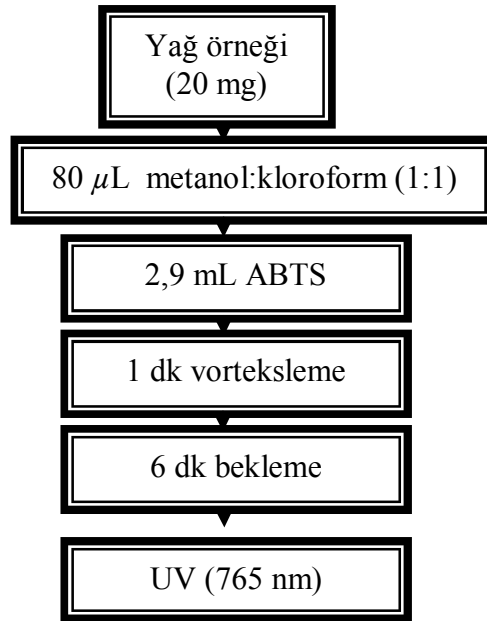 Yağ örneği
(20 mg)
80 µL metanol:kloroform (1:1)
2,9 mL ABTS
1 dk vorteksleme
6 dk bekleme
UV (765 nm)